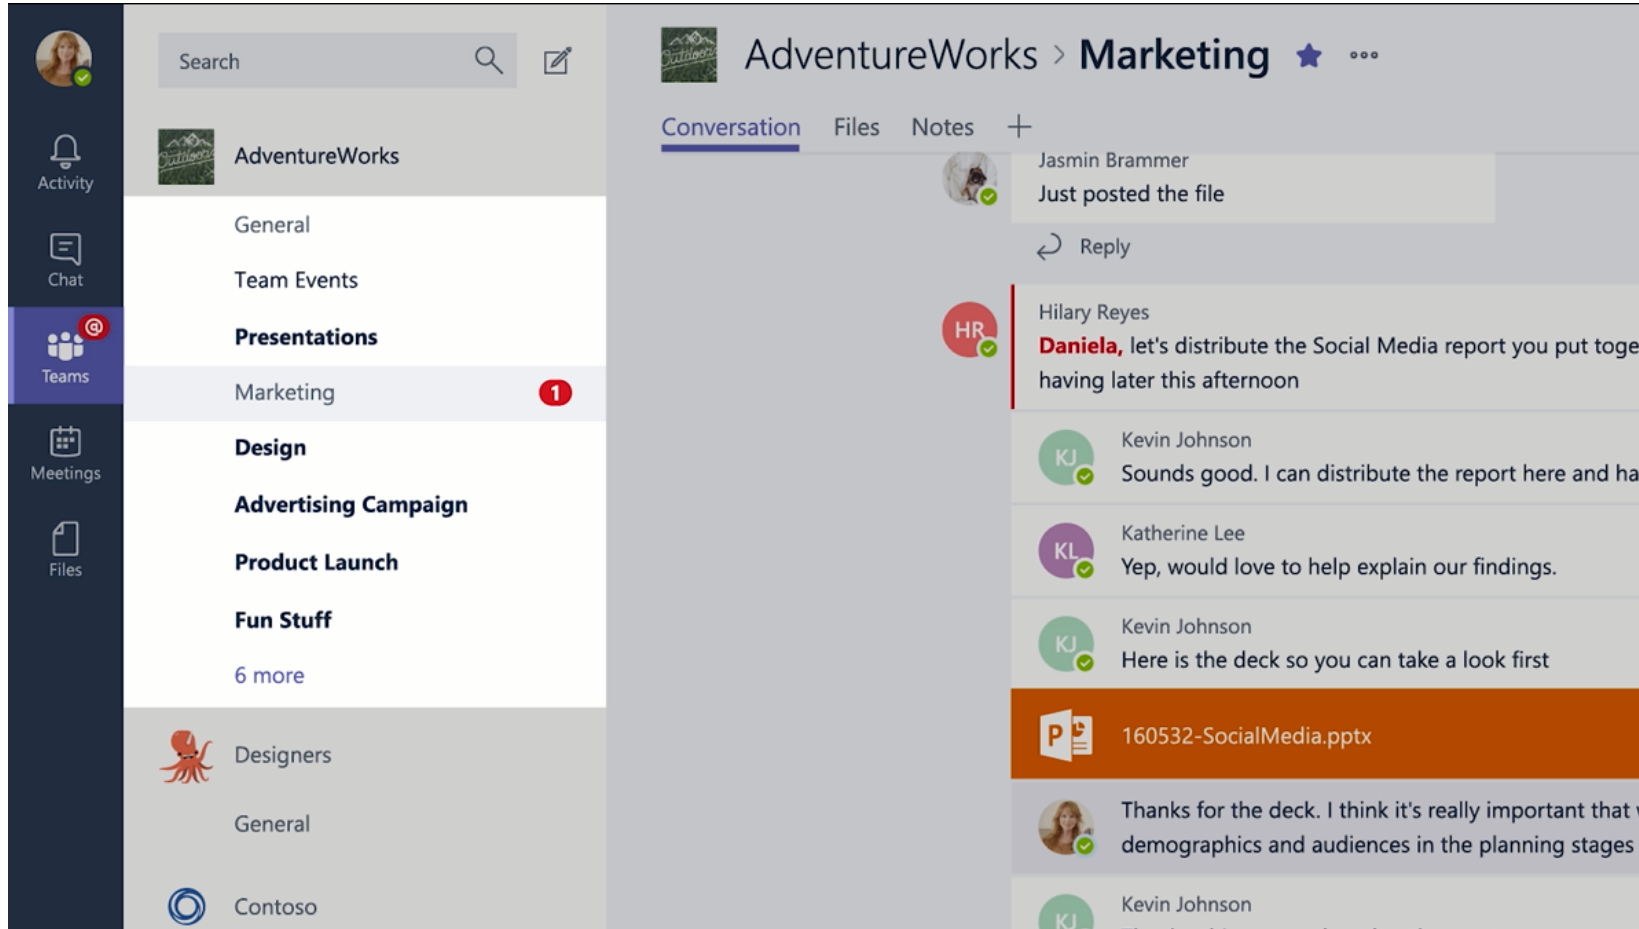 Search
AdventureWorks > Marketing
Conversation Files Notes
Activity
Chat
@
Teams
Meetings
Files
Outdoors
AdventureWorks
General
Team Events
Presentations
Marketing 1
Design
Advertising Campaign
Product Launch
Fun Stuff
6 more
Designers
General
Contoso
Outdoors
Jasmin Brammer
Just posted the file
Reply
HR
Hilary Reyes
Daniela, let's distribute the Social Media report you put toge
having later this afternoon
KJ
Kevin Johnson
Sounds good. I can distribute the report here and ha
KL
Katherine Lee
Yep, would love to help explain our findings.
KJ
Kevin Johnson
Here is the deck so you can take a look first
P
160532-SocialMedia.pptx
Thanks for the deck. I think it's really important that
demographics and audiences in the planning stages
KJ
Kevin Johnson